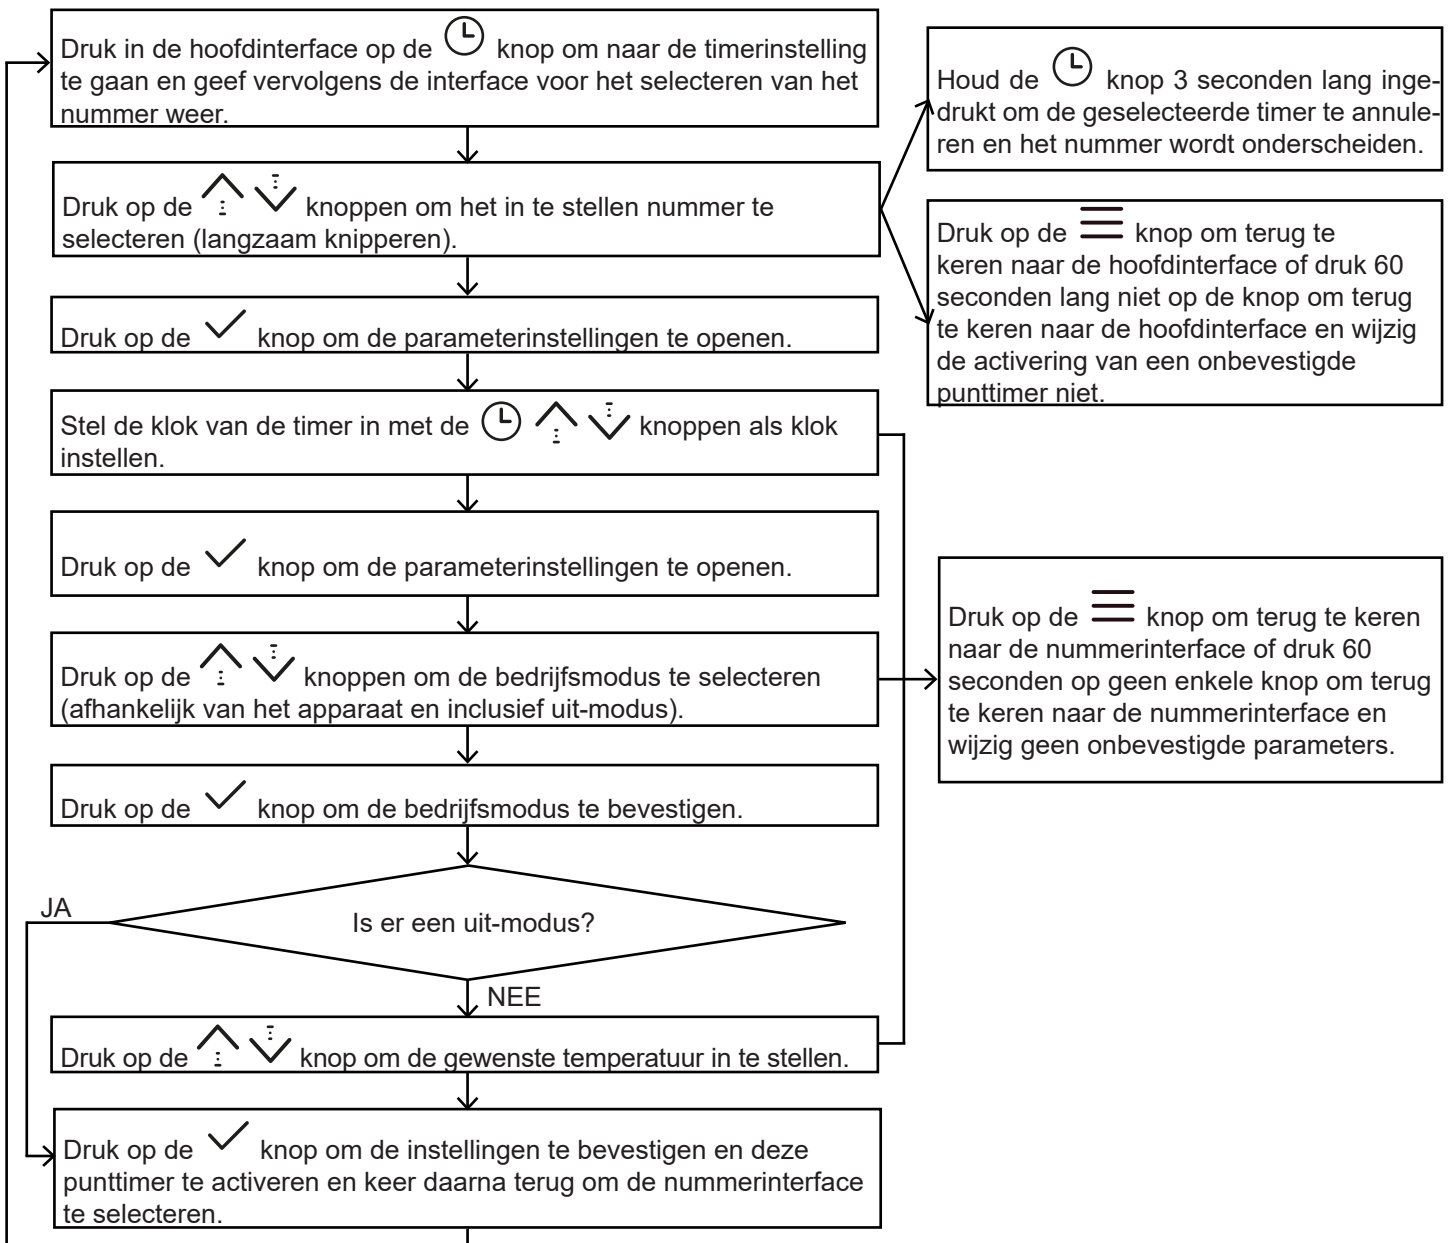 Druk in de hoofdinterface op de knop om naar de timerinstelling
te gaan en geef vervolgens de interface voor het selecteren van het
nummer weer.
Houd de knop 3 seconden lang inge-
drukt om de geselecteerde timer te annule-
ren en het nummer wordt onderscheiden.
Druk op de knoppen om het in te stellen nummer te
selecteren (langzaam knipperen).
Druk op de knop om terug te
keren naar de hoofdinterface of druk 60
seconden lang niet op de knop om terug
te keren naar de hoofdinterface en wijzig
de activering van een onbevestigde
punttimer niet.
Druk op de knop om de parameterinstellingen te openen.
Stel de klok van de timer in met de knoppen als klok
instellen.
Druk op de knop om de parameterinstellingen te openen.
Druk op de knoppen om de bedrijfsmodus te selecteren
(afhankelijk van het apparaat en inclusief uit-modus).
Druk op de knop om terug te keren
naar de nummerinterface of druk 60
seconden op geen enkele knop om terug
te keren naar de nummerinterface en
wijzig geen onbevestigde parameters.
Druk op de knop om de bedrijfsmodus te bevestigen.
JA
Is er een uit-modus?
NEE
Druk op de knop om de gewenste temperatuur in te stellen.
Druk op de knop om de instellingen te bevestigen en deze
punttimer te activeren en keer daarna terug om de nummerinterface
te selecteren.